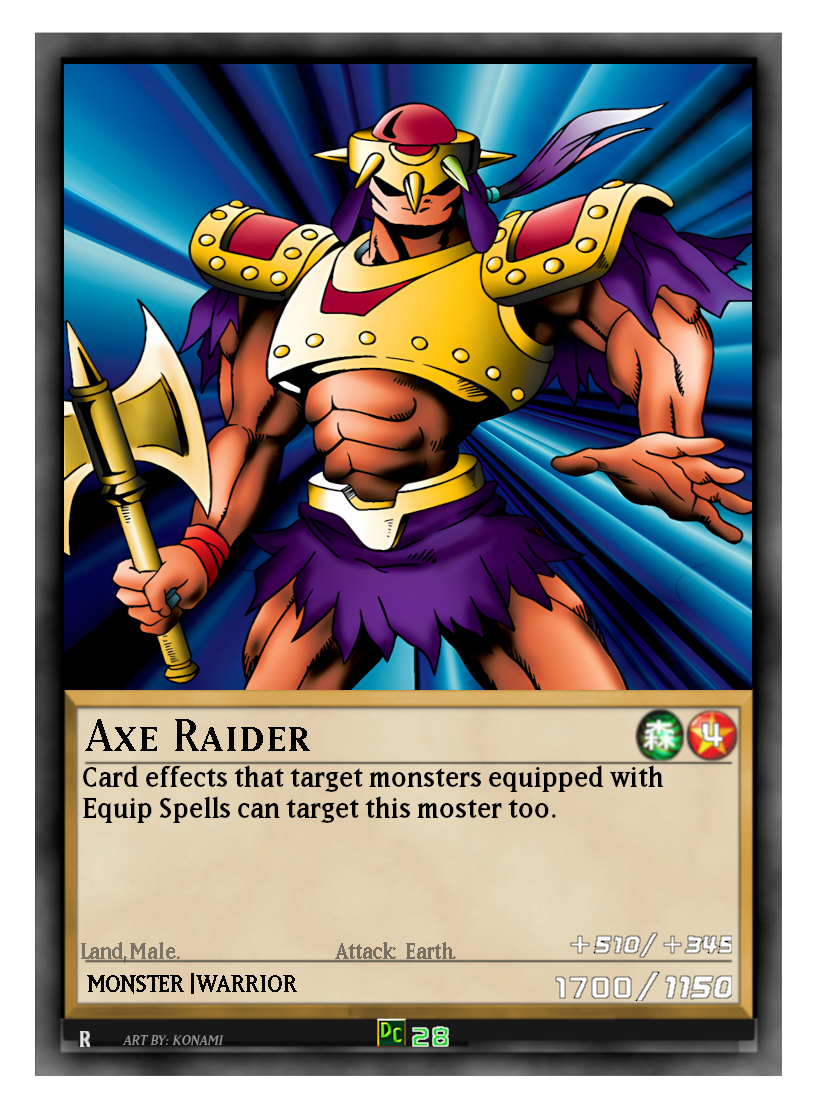 AXE RAIDER 森 4
Card effects that target monsters equipped with
Equip Spells can target this moster too.
Land, Male. Attack: Earth. +510/ +345
MONSTER |WARRIOR 1700/1150
R ART BY: KONAMI DC 28